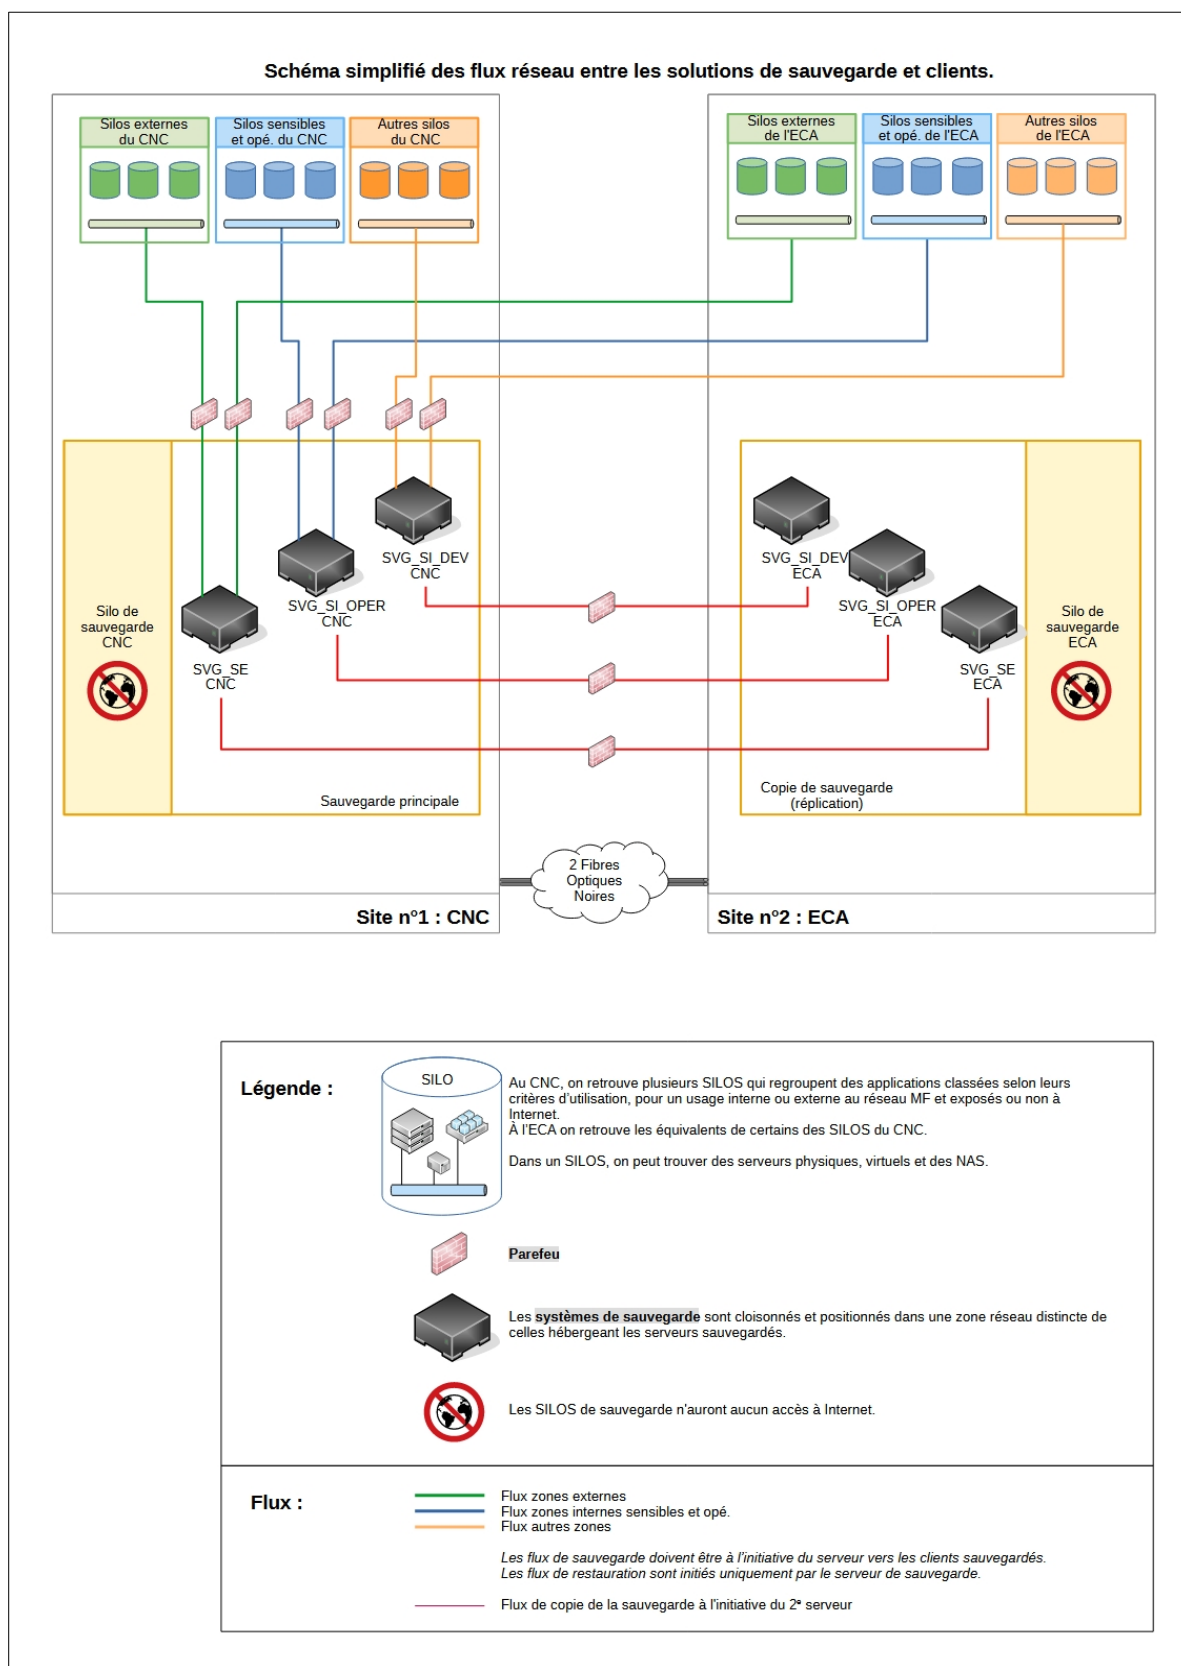 Schéma simplifié des flux réseau entre les solutions de sauvegarde et clients.
Silos externes
du CNC
Silos sensibles
et opé. du CNC
Autres silos
du CNC
Silos externes
de l'ECA
Silos sensibles
et opé. de l'ECA
Autres silos
de l'ECA
SVG_SI_DEV
CNC
SVG_SI_OPER
CNC
SVG_SE
CNC
Silo de
sauvegarde
CNC
Sauvegarde principale
SVG_SI_DEV
ECA
SVG_SI_OPER
ECA
SVG_SE
ECA
Silo de
sauvegarde
ECA
Copie de sauvegarde
(réplication)
2 Fibres
Optiques
Noires
Site n°1 : CNC
Site n°2 : ECA
Légende :
SILO
Au CNC, on retrouve plusieurs SILOS qui regroupent des applications classées selon leurs
critères d'utilisation, pour un usage interne ou externe au réseau MF et exposés ou non à
Internet.
À l'ECA on retrouve les équivalents de certains des SILOS du CNC.
Dans un SILOS, on peut trouver des serveurs physiques, virtuels et des NAS.
Parefeu
Les systèmes de sauvegarde sont cloisonnés et positionnés dans une zone réseau distincte de
celles hébergeant les serveurs sauvegardés.
Les SILOS de sauvegarde n'auront aucun accès à Internet.
Flux :
Flux zones externes
Flux zones internes sensibles et opé.
Flux autres zones
Les flux de sauvegarde doivent être à l'initiative du serveur vers les clients sauvegardés.
Les flux de restauration sont initiés uniquement par le serveur de sauvegarde.
Flux de copie de la sauvegarde à l'initiative du 2ᵉ serveur